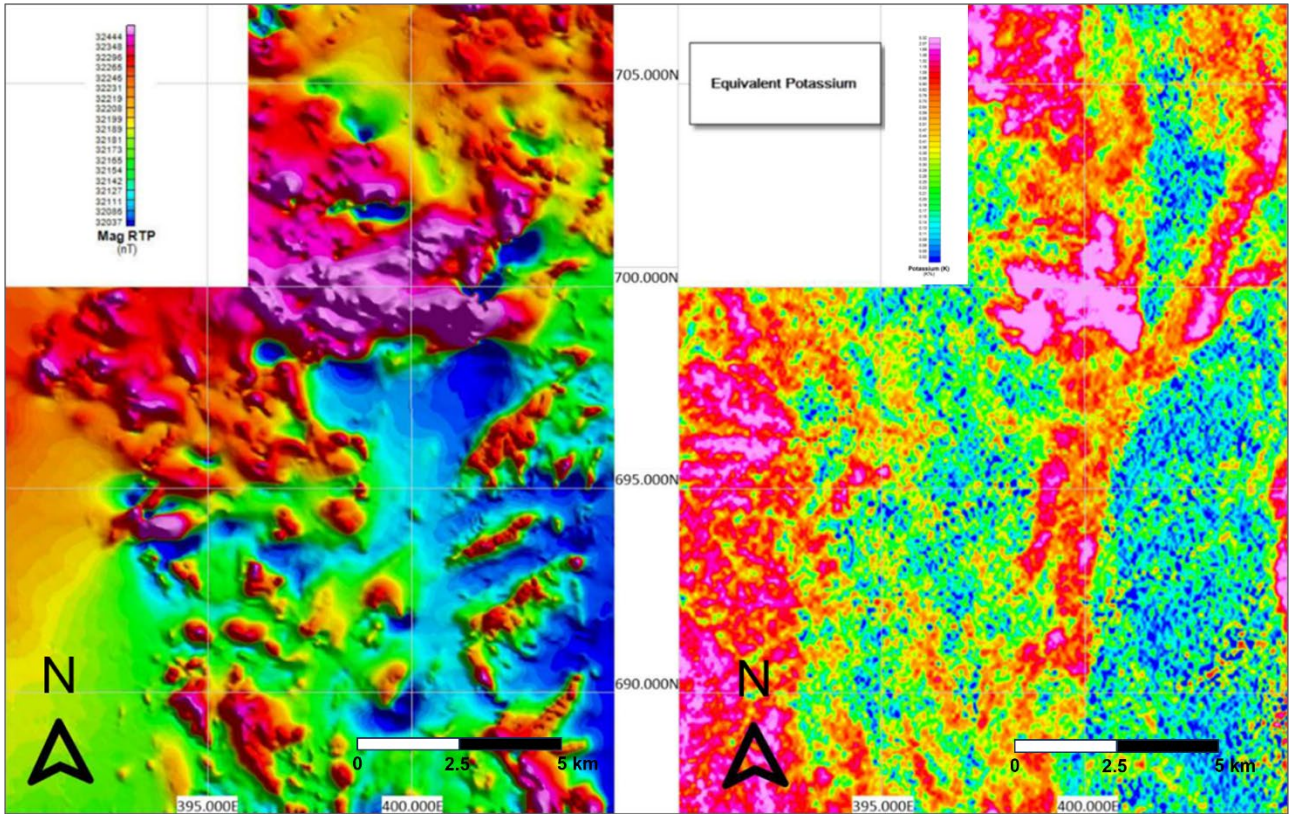 32444
32348
32296
32265
32245
32231
32219
32208
32199
32189
32181
32173
32165
32154
32142
32127
32111
32086
32037
Mag RTP
(nT)
705.000N
700.000N
695.000N
690.000N
Equivalent Potassium
Potassium (K)
N
0 2.5 5 km
395.000E 400.000E
N
0 2.5 5 km
395.000E 400.000E